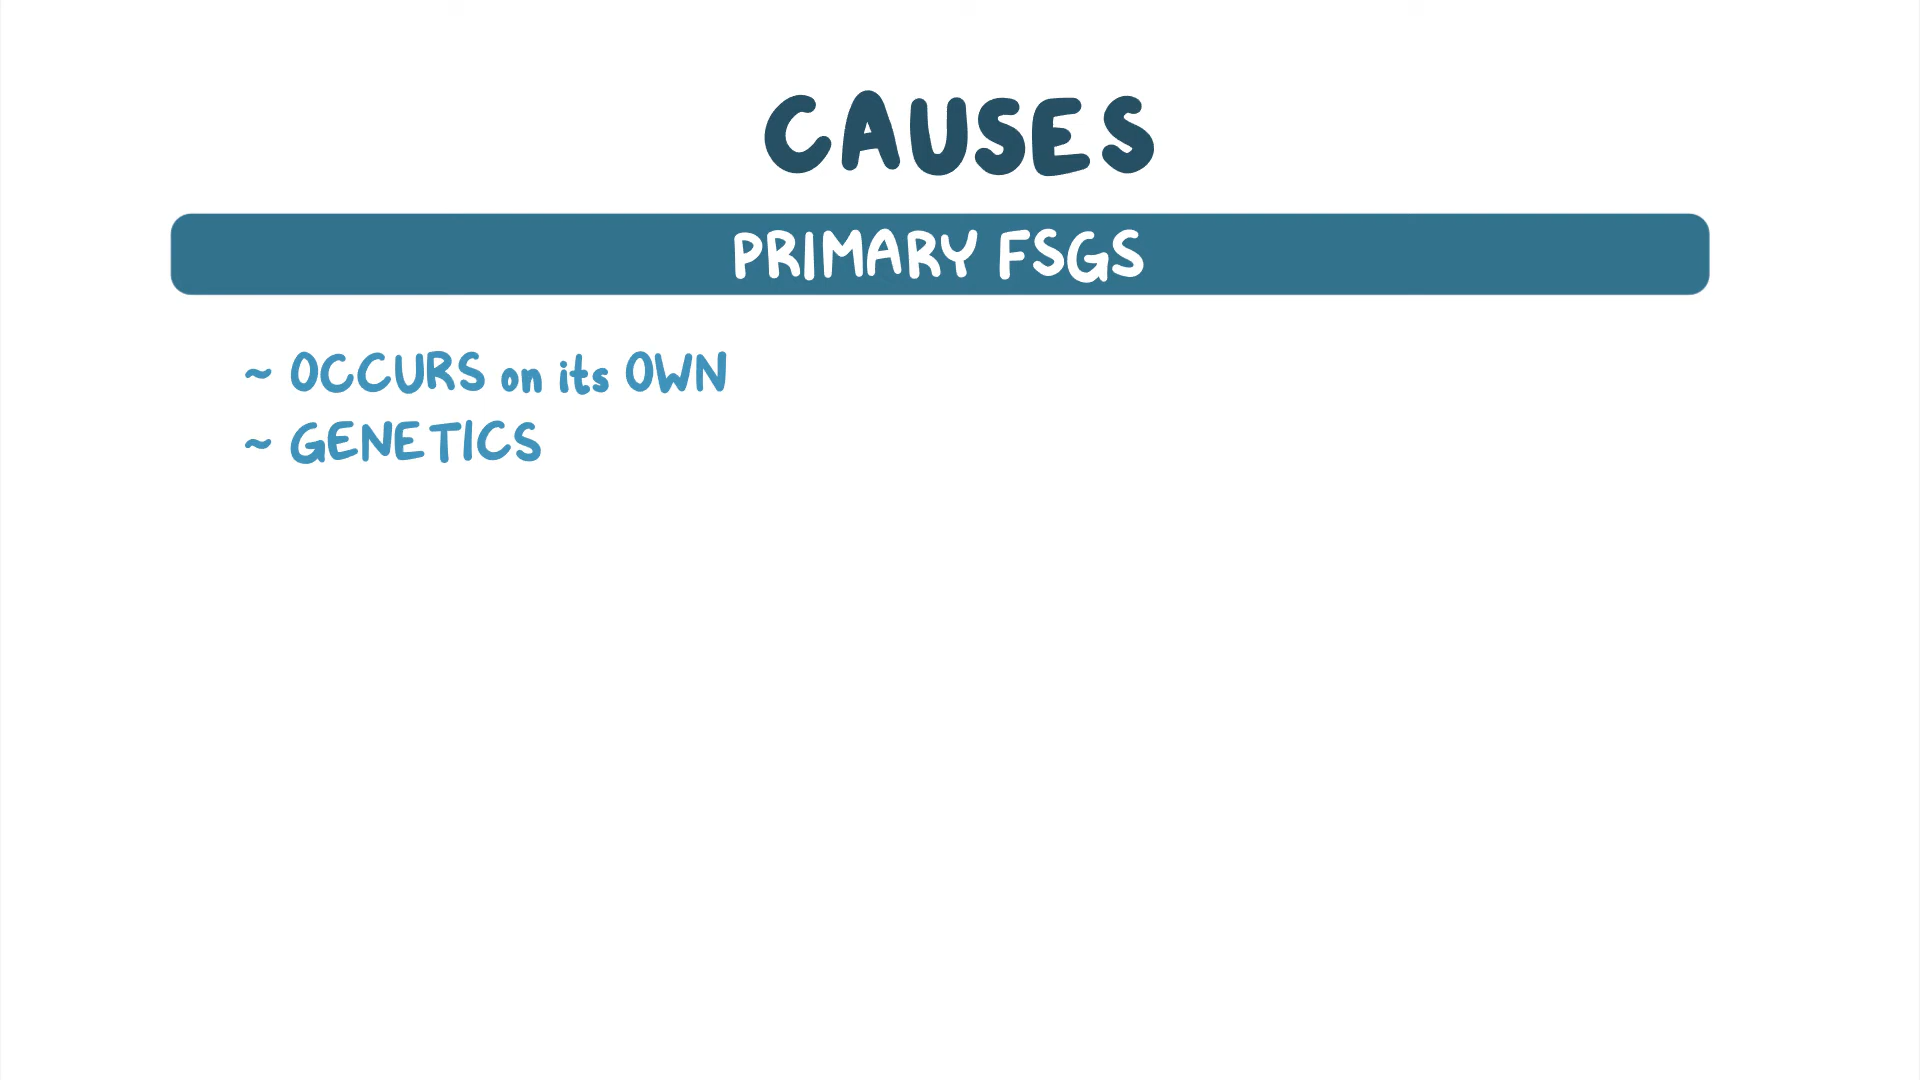 CAUSES
PRIMARY FSGS
~ OCCURS on its OWN
~ GENETICS